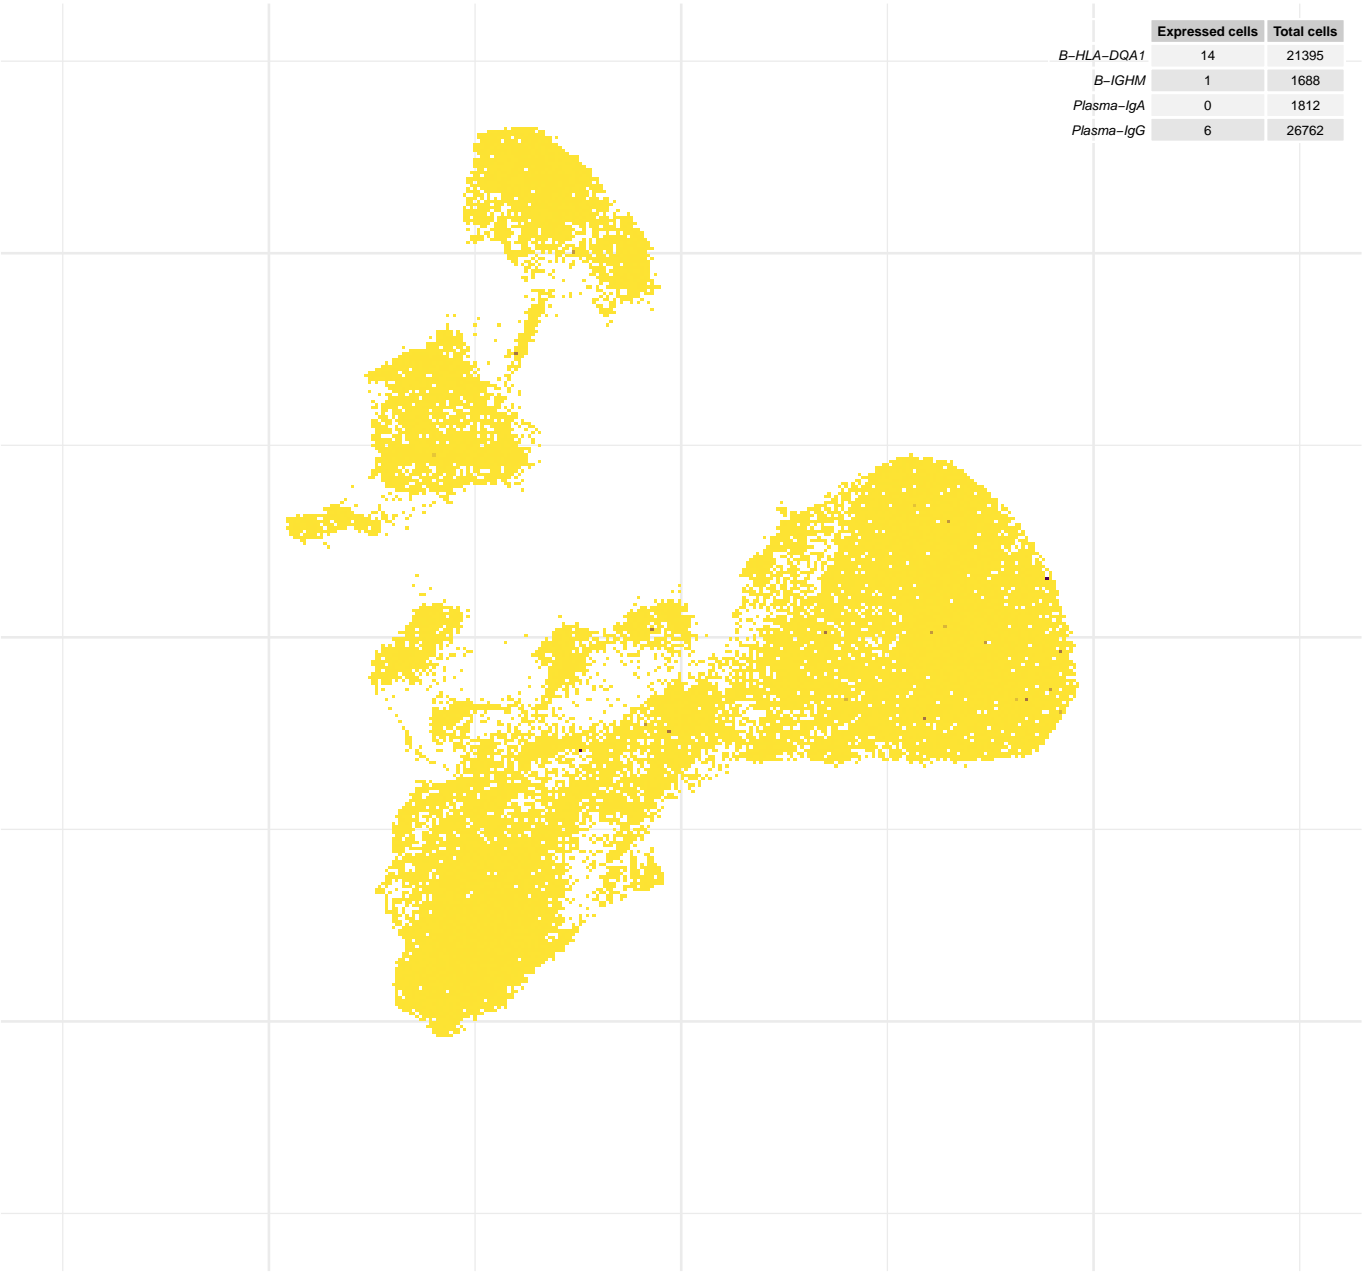 Expressed cells Total cells
B−HLA−DQA1 14 21395
B−IGHM 1 1688
Plasma−IgA 0 1812
Plasma−IgG 6 26762